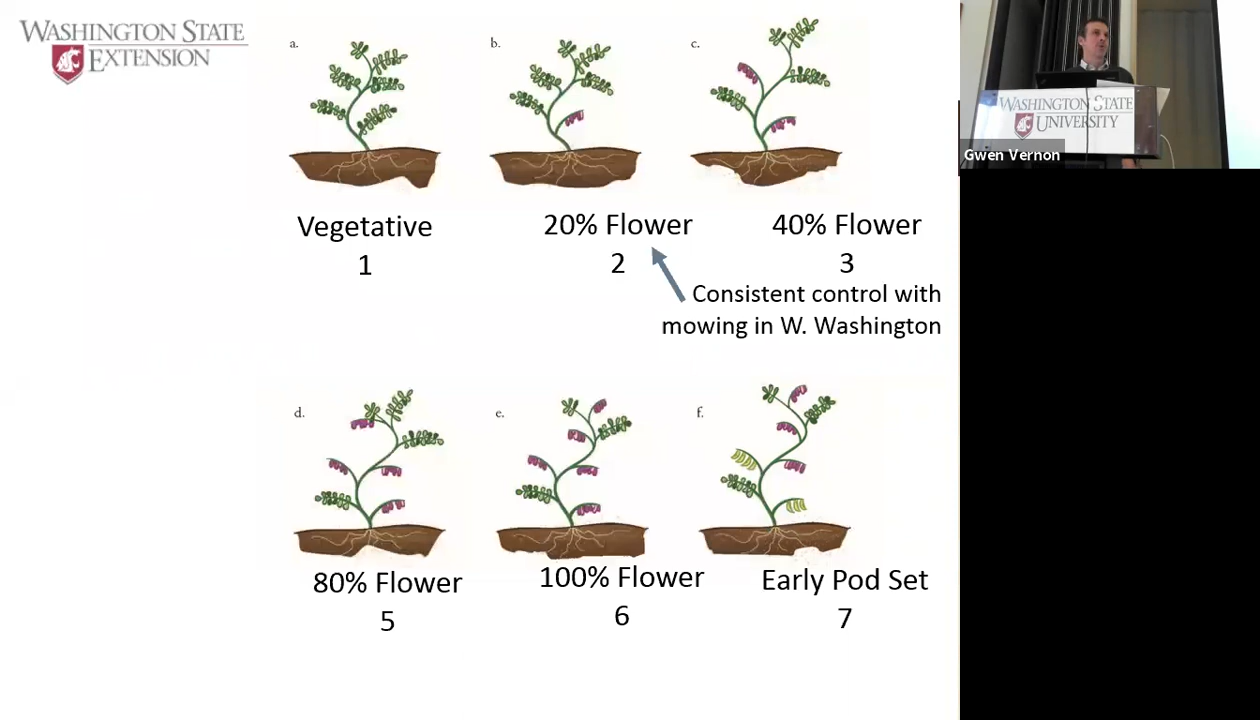 WASHINGTON STATE
EXTENSION
a.
b.
c.
Vegetative
1
20% Flower
2
40% Flower
3
Consistent control with
mowing in W. Washington
d.
e.
f.
80% Flower
5
100% Flower
6
Early Pod Set
7
WASHINGTON STATE
UNIVERSITY
Gwen Vernon